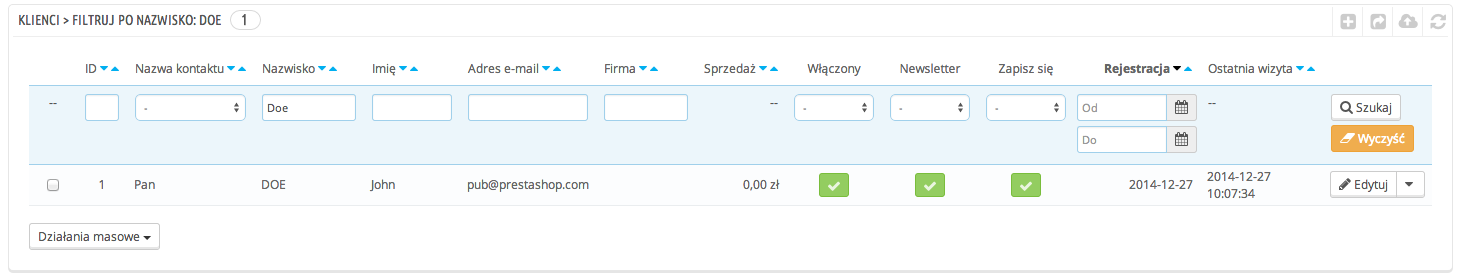 KLIENCI > FILTRUJ PO NAZWISKO: DOE 1
ID Nazwa kontaktu Nazwisko Imię Adres e-mail Firma Sprzedaż Włączony Newsletter Zapisz się Rejestracja Ostatnia wizyta
-- - Doe -- - - - Od -- Szukaj
Do Wyczyść
1 Pan DOE John pub@prestashop.com 0,00 zł 2014-12-27 2014-12-27 10:07:34 Edytuj
Działania masowe